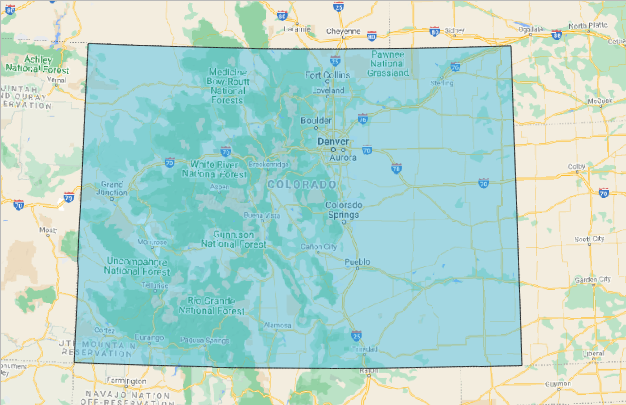 North Platte
Laramie
Cheyenne
Sidney
Ogallala
Ashley
National Forest
Vernal
Pawnee
National
Grassland
Medicine
Bow Routt
National
Forests
Fort Collins
Loveland
Sterling
UINTAH
AND OURAY
RESERVATION
Boulder
McCook
Denver
Aurora
White River
National Forest
Breckenridge
Colby
70
Grand
Junction
Aspen
COLORADO
70
Colorado
Springs
Buena Vista
Moab
Montrose
Gunnison
National Forest
Cañon City
Scott City
Pueblo
Uncompahgre
National Forest
Telluride
Garden City
Rio Grande
National Forest
Alamosa
Cortez
Durango
Pagosa Springs
UTE MOUNTAIN
RESERVATION
25
Trinidad
Liberal
Raton
Farmington
Guymon
NAVAJO NATION
OFF-RESERVATION